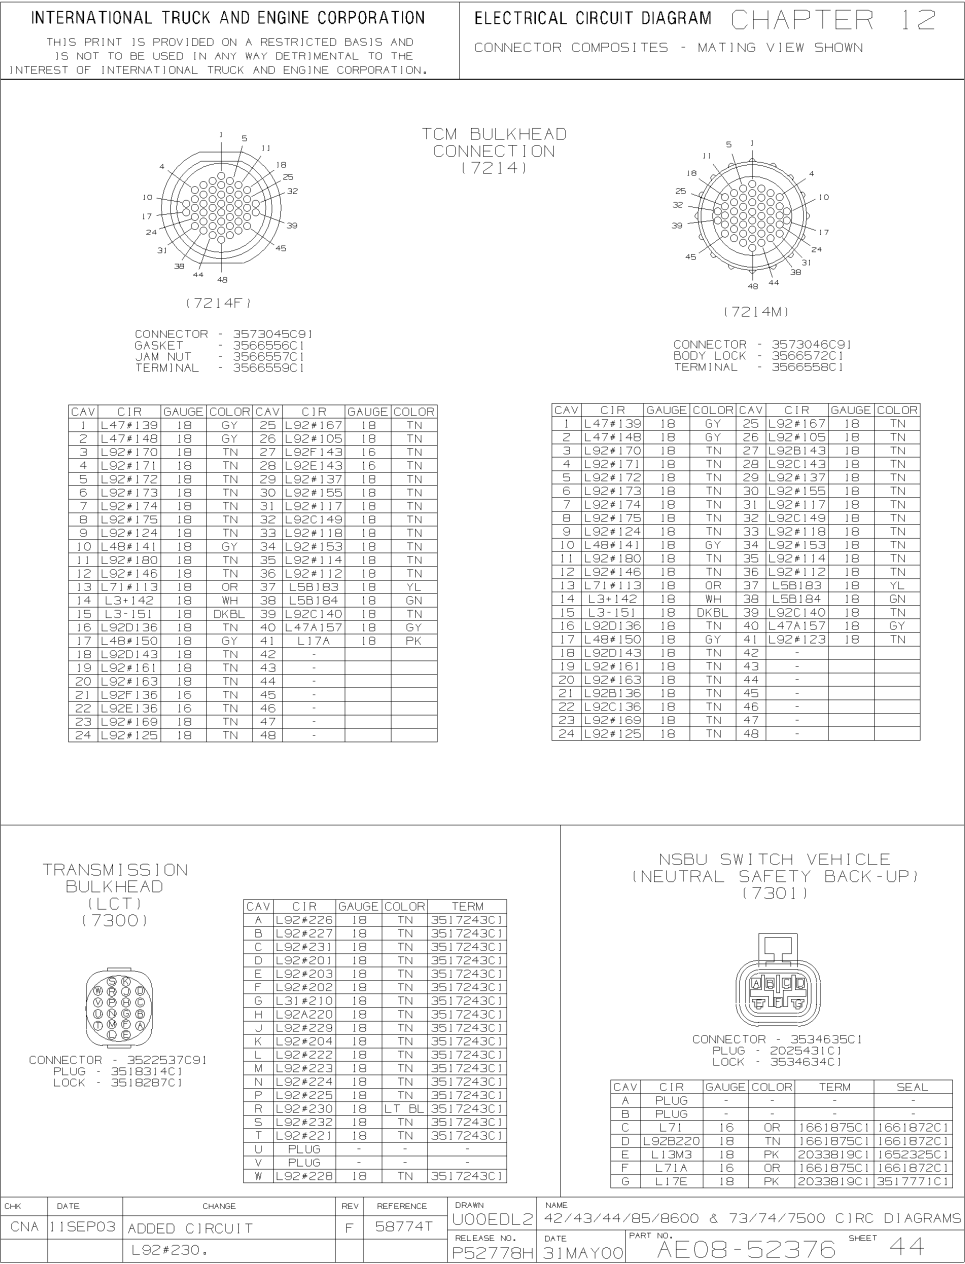 INTERNATIONAL TRUCK AND ENGINE CORPORATION
THIS PRINT IS PROVIDED ON A RESTRICTED BASIS AND
IS NOT TO BE USED IN ANY WAY DETRIMENTAL TO THE
INTEREST OF INTERNATIONAL TRUCK AND ENGINE CORPORATION.
ELECTRICAL CIRCUIT DIAGRAM CHAPTER 12
CONNECTOR COMPOSITES - MATING VIEW SHOWN
TCM BULKHEAD
CONNECTION
(7214)
1 5 11 18 25 32 39 45 48 44 38 31 24 17 10 4
(7214F)
CONNECTOR - 3573045C91
GASKET - 3566556C1
JAM NUT - 3566557C1
TERMINAL - 3566559C1
1 5 11 18 25 32 39 45 48 44 38 31 24 17 10 4
(7214M)
CONNECTOR - 3573046C91
BODY LOCK - 3566572C1
TERMINAL - 3566558C1
CAV CIR GAUGE COLOR CAV CIR GAUGE COLOR
1 L47#139 18 GY 25 L92#167 18 TN
2 L47#148 18 GY 26 L92#105 18 TN
3 L92#170 18 TN 27 L92F143 16 TN
4 L92#171 18 TN 28 L92E143 16 TN
5 L92#172 18 TN 29 L92#137 18 TN
6 L92#173 18 TN 30 L92#155 18 TN
7 L92#174 18 TN 31 L92#117 18 TN
8 L92#175 18 TN 32 L92C149 18 TN
9 L92#124 18 TN 33 L92#118 18 TN
10 L48#141 18 GY 34 L92#153 18 TN
11 L92#180 18 TN 35 L92#114 18 TN
12 L92#146 18 TN 36 L92#112 18 TN
13 L71#113 18 OR 37 L5B183 18 YL
14 L3+142 18 WH 38 L5B184 18 GN
15 L3-151 18 DKBL 39 L92C140 18 TN
16 L92D136 18 TN 40 L47A157 18 GY
17 L48#150 18 GY 41 L17A 18 PK
18 L92D143 18 TN 42 -
19 L92#161 18 TN 43 -
20 L92#163 18 TN 44 -
21 L92F136 16 TN 45 -
22 L92E136 16 TN 46 -
23 L92#169 18 TN 47 -
24 L92#125 18 TN 48 -
CAV CIR GAUGE COLOR CAV CIR GAUGE COLOR
1 L47#139 18 GY 25 L92#167 18 TN
2 L47#148 18 GY 26 L92#105 18 TN
3 L92#170 18 TN 27 L92B143 18 TN
4 L92#171 18 TN 28 L92C143 18 TN
5 L92#172 18 TN 29 L92#137 18 TN
6 L92#173 18 TN 30 L92#155 18 TN
7 L92#174 18 TN 31 L92#117 18 TN
8 L92#175 18 TN 32 L92C149 18 TN
9 L92#124 18 TN 33 L92#118 18 TN
10 L48#141 18 GY 34 L92#153 18 TN
11 L92#180 18 TN 35 L92#114 18 TN
12 L92#146 18 TN 36 L92#112 18 TN
13 L71#113 18 OR 37 L5B183 18 YL
14 L3+142 18 WH 38 L5B184 18 GN
15 L3-151 18 DKBL 39 L92C140 18 TN
16 L92D136 18 TN 40 L47A157 18 GY
17 L48#150 18 GY 41 L92#123 18 TN
18 L92D143 18 TN 42 -
19 L92#161 18 TN 43 -
20 L92#163 18 TN 44 -
21 L92B136 18 TN 45 -
22 L92C136 18 TN 46 -
23 L92#169 18 TN 47 -
24 L92#125 18 TN 48 -
TRANSMISSION
BULKHEAD
(LCT)
(7300)
S K
W R J D
V P H C
U N G B
T M F A
L E
CONNECTOR - 3522537C91
PLUG - 3518314C1
LOCK - 3518287C1
CAV CIR GAUGE COLOR TERM
A L92#226 18 TN 3517243C1
B L92#227 18 TN 3517243C1
C L92#231 18 TN 3517243C1
D L92#201 18 TN 3517243C1
E L92#203 18 TN 3517243C1
F L92#202 18 TN 3517243C1
G L31#210 18 TN 3517243C1
H L92A220 18 TN 3517243C1
J L92#229 18 TN 3517243C1
K L92#204 18 TN 3517243C1
L L92#222 18 TN 3517243C1
M L92#223 18 TN 3517243C1
N L92#224 18 TN 3517243C1
P L92#225 18 TN 3517243C1
R L92#230 18 LT BL 3517243C1
S L92#232 18 TN 3517243C1
T L92#221 18 TN 3517243C1
U PLUG - - -
V PLUG - - -
W L92#228 18 TN 3517243C1
NSBU SWITCH VEHICLE
(NEUTRAL SAFETY BACK-UP)
(7301)
A B C D
E F G
CONNECTOR - 3534635C1
PLUG - 2025431C1
LOCK - 3534634C1
CAV CIR GAUGE COLOR TERM SEAL
A PLUG - - - -
B PLUG - - - -
C L71 16 OR 1661875C1 1661872C1
D L92B220 18 TN 1661875C1 1661872C1
E L13M3 18 PK 2033819C1 1652325C1
F L71A 16 OR 1661875C1 1661872C1
G L17E 18 PK 2033819C1 3517771C1
CHK DATE CHANGE REV REFERENCE
CNA 11SEP03 ADDED CIRCUIT F 58774T
L92#230.
DRAWN
U00EDL2
NAME
42/43/44/85/8600 & 73/74/7500 CIRC DIAGRAMS
RELEASE NO.
P52778H
DATE
31MAY00
PART NO.
AE08-52376
SHEET
44